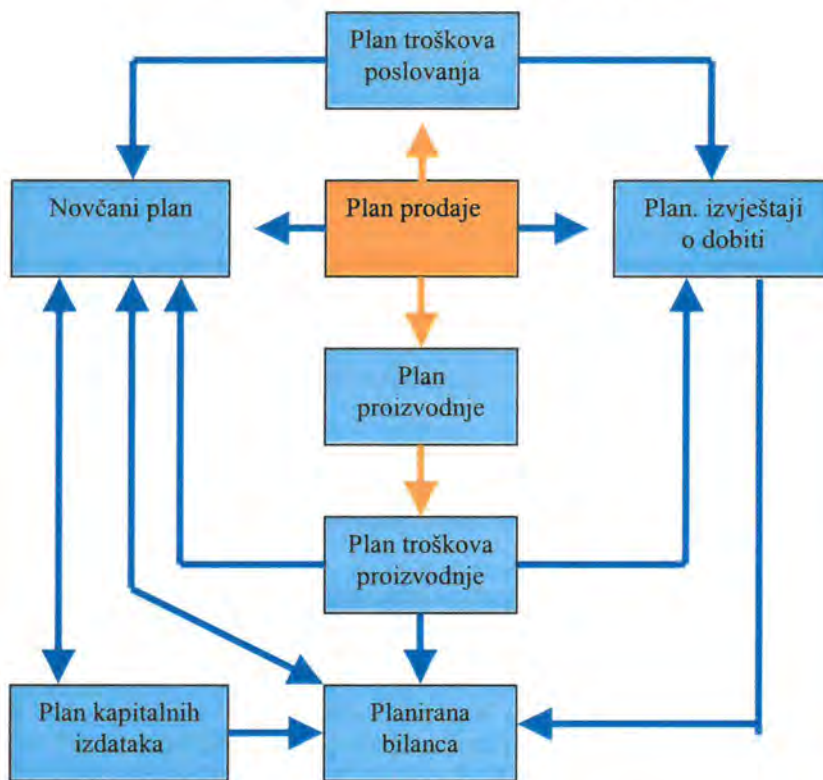 Plan troškova
poslovanja
Novčani plan
Plan prodaje
Plan. izvještaji
o dobiti
Plan
proizvodnje
Plan troškova
proizvodnje
Plan kapitalnih
izdataka
Planirana
bilanca